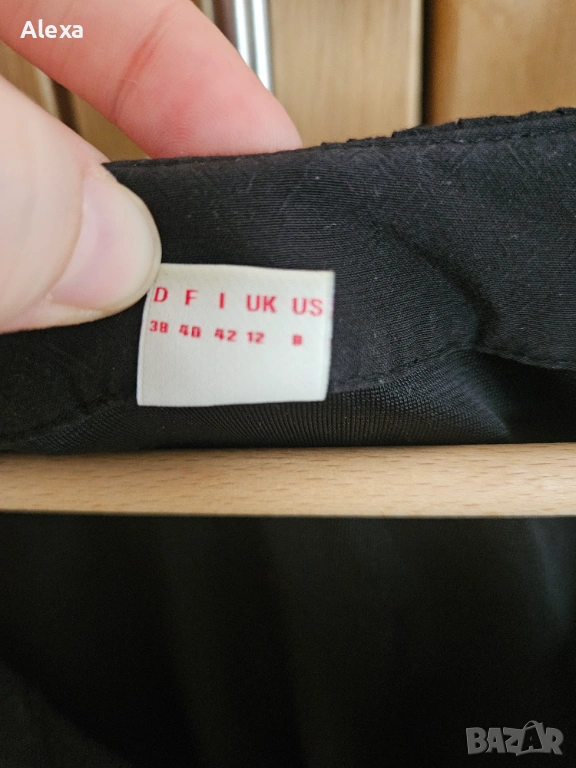 Alexa
D F I UK US
38 40 42 12 8
BAZAR